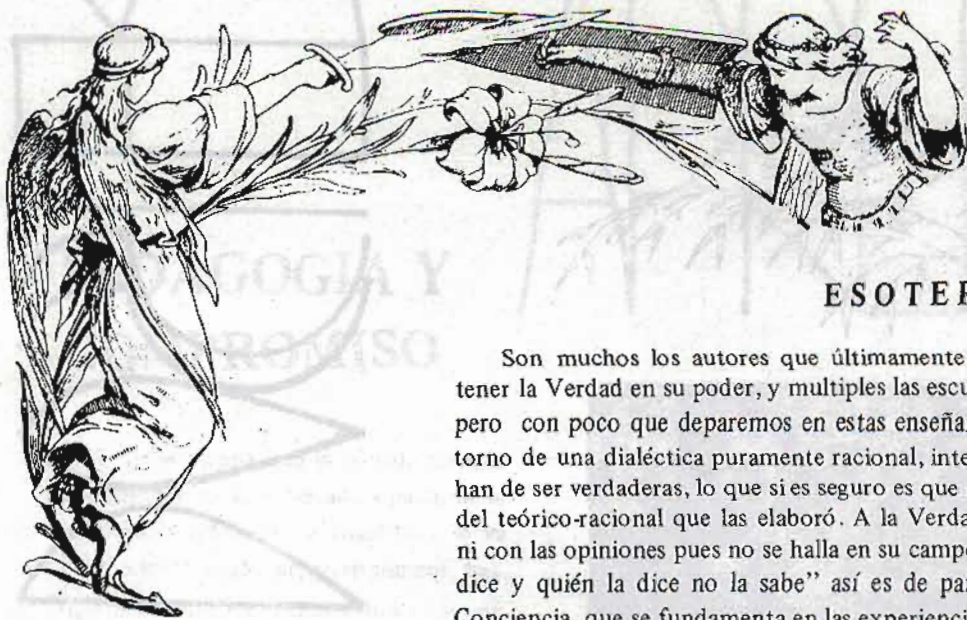 ESOTER
Son muchos los autores que últimamente
tener la Verdad en su poder, y multiples las escu
pero con poco que deparemos en estas enseña
torno de una dialéctica puramente racional, inte
han de ser verdaderas, lo que si es seguro es que
del teórico-racional que las elaboró. A la Verda
ni con las opiniones pues no se halla en su campo
dice y quién la dice no la sabe” así es de pa
Conciencia, que se fundamenta en las experienci